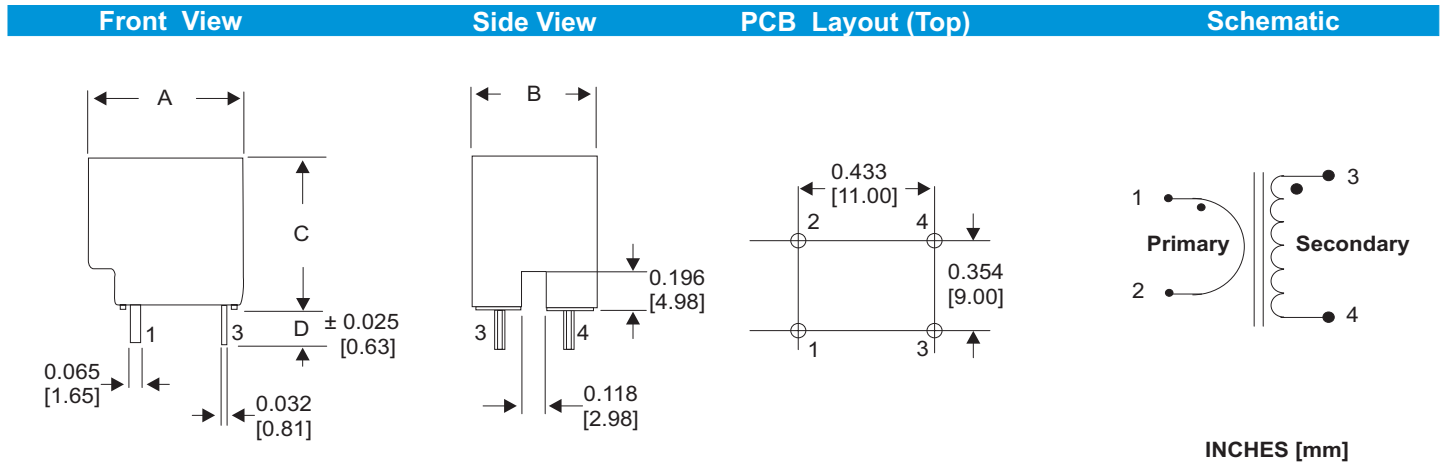 Front View
Side View
PCB Layout (Top)
Schematic
A
C
D
± 0.025
[0.63]
1
3
0.065
[1.65]
0.032
[0.81]
B
0.196
[4.98]
3
4
0.118
[2.98]
0.433
[11.00]
2
4
0.354
[9.00]
1
3
1
3
Primary
Secondary
2
4
INCHES [mm]